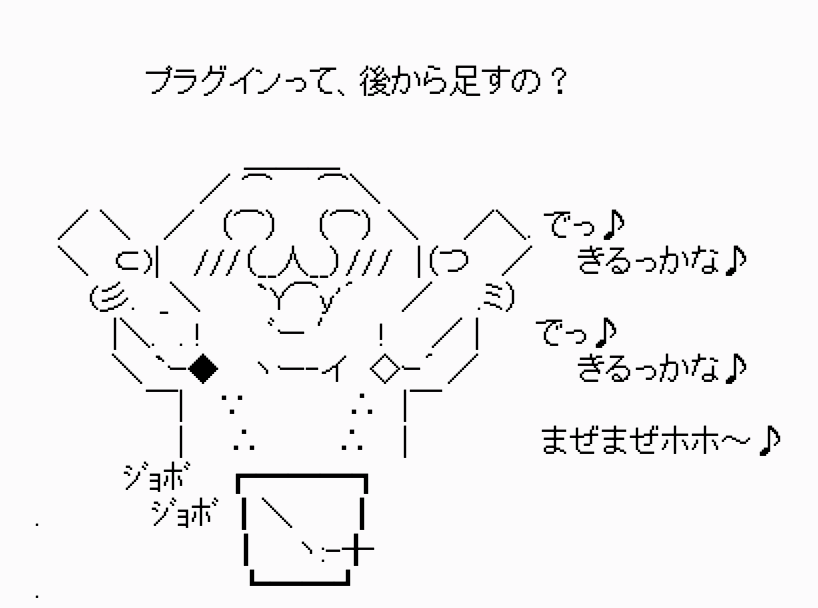 プラグインって、後から足すの？
でっ♪
きるっかな♪
でっ♪
きるっかな♪
まぜまぜホホ～♪
ジョボ
ジョボ